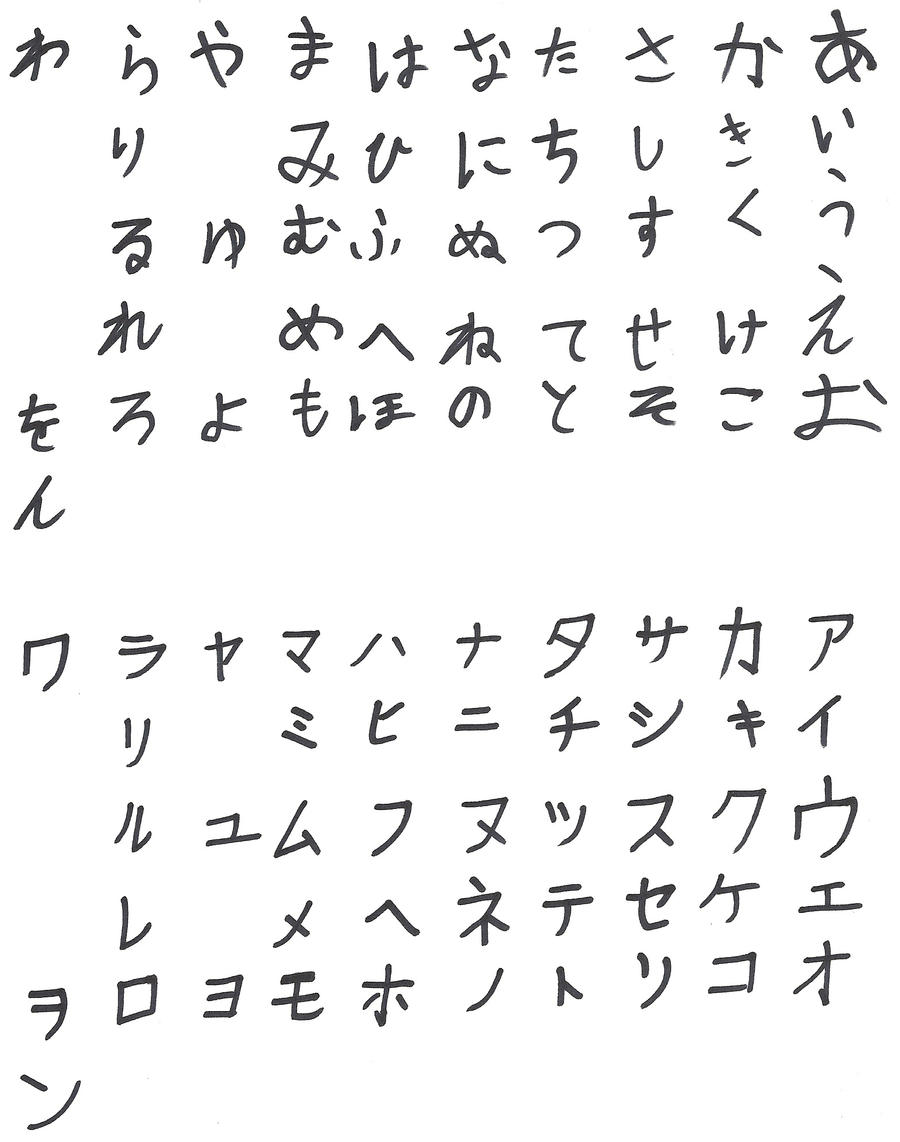 あいうえお
かきくけこ
さしすせそ
たちつてと
なにぬねの
はひふへほ
まみむめも
やゆよ
らりるれろ
わをん
アイウエオ
カキクケコ
サシスセソ
タチツテト
ナニヌネノ
ハヒフヘホ
マミムメモ
ヤユヨ
ラリルレロ
ワヲン